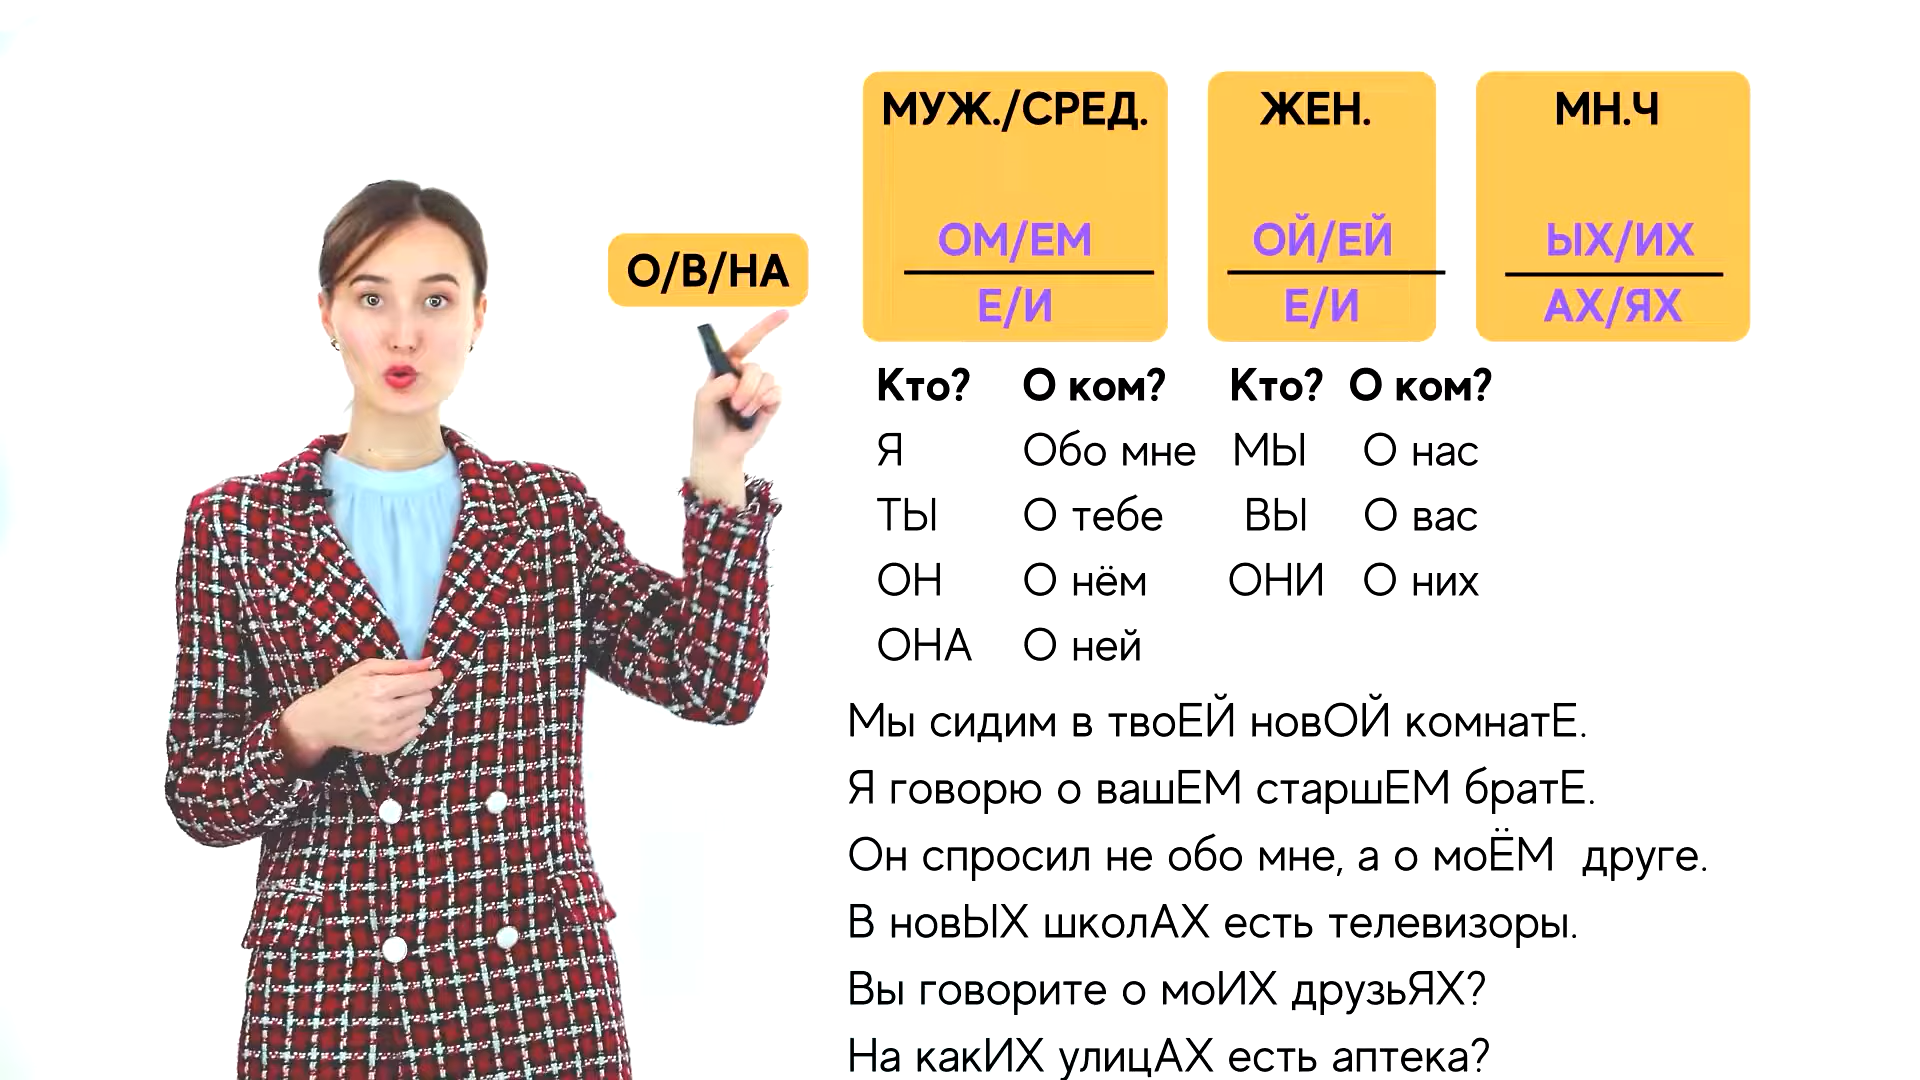 О/В/НА
МУЖ./СРЕД.
ОМ/ЕМ
Е/И
ЖЕН.
ОЙ/ЕЙ
Е/И
МН.Ч
ЫХ/ИХ
АХ/ЯХ
Кто? О ком? Кто? О ком?
Я Обо мне МЫ О нас
ТЫ О тебе ВЫ О вас
ОН О нём ОНИ О них
ОНА О ней
Мы сидим в твоЕЙ новОЙ комнатЕ.
Я говорю о вашЕМ старшЕМ братЕ.
Он спросил не обо мне, а о моЁМ друге.
В новЫХ школАХ есть телевизоры.
Вы говорите о моИХ друзьЯХ?
На какИХ улицАХ есть аптека?